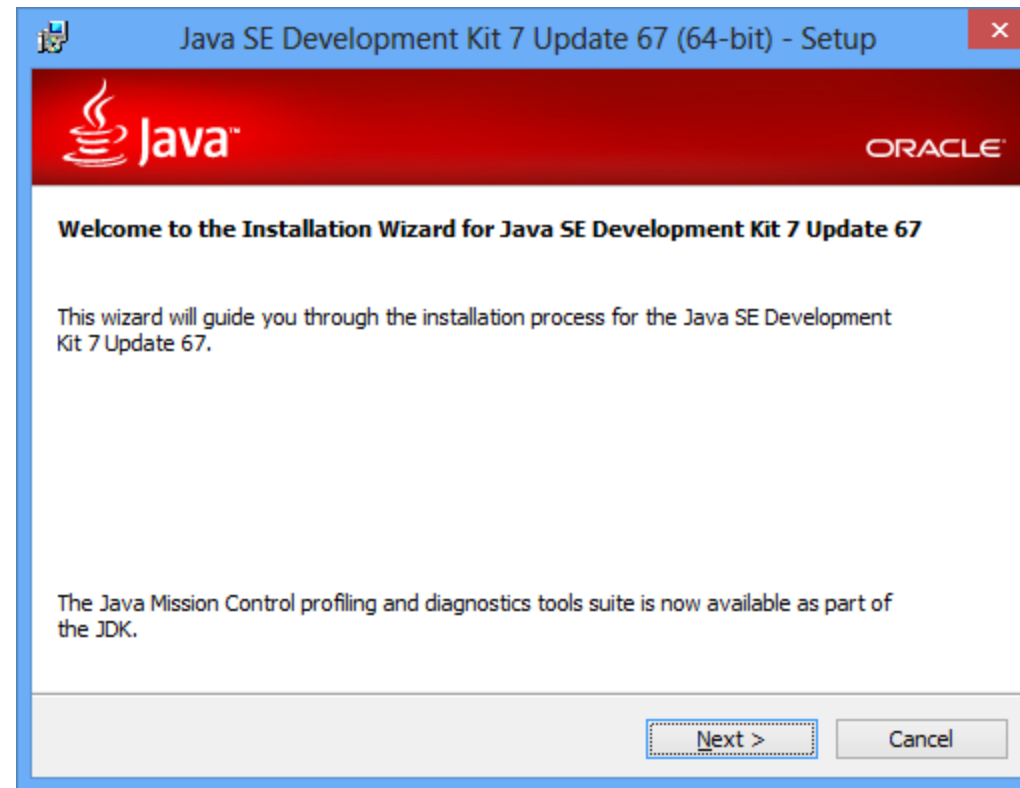 Java SE Development Kit 7 Update 67 (64-bit) - Setup
Java™
ORACLE®
Welcome to the Installation Wizard for Java SE Development Kit 7 Update 67
This wizard will guide you through the installation process for the Java SE Development
Kit 7 Update 67.
The Java Mission Control profiling and diagnostics tools suite is now available as part of
the JDK.
Next >
Cancel